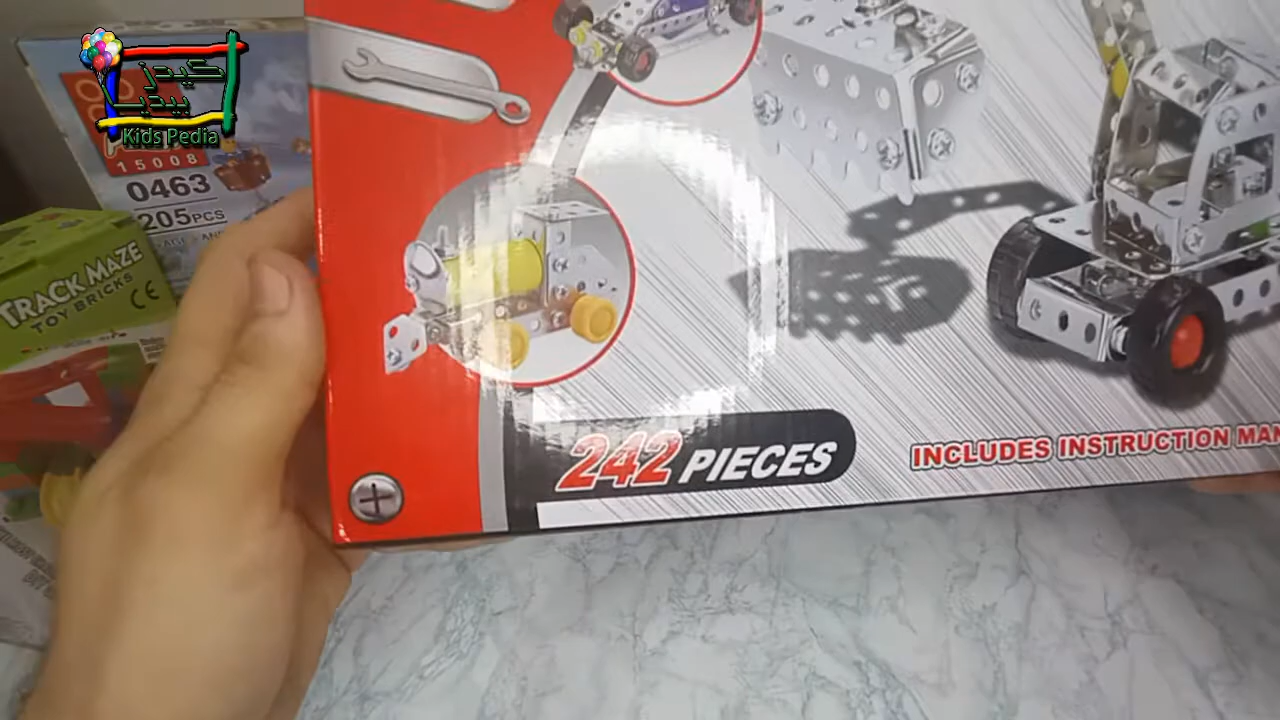 كيدز
بيديا
Kids Pedia
15008
0463
205PCS
TRACK MAZE
TOY BRICKS
CE
242 PIECES
INCLUDES INSTRUCTION MAN